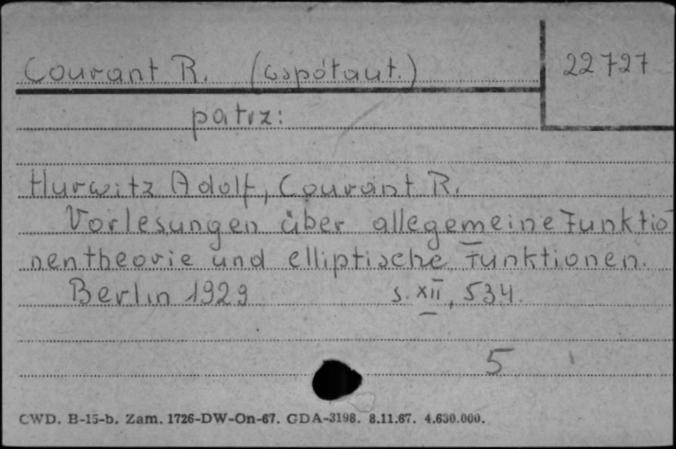 Courant R. (współaut.) 22727
patrz:
Hurwitz Adolf, Courant R.
Vorlesungen über allegemeine Funktio
nentheorie und elliptische Funktionen.
Berlin 1929 s. XII, 534.
5
CWD. B-15-b. Zam. 1726-DW-On-67. GDA-3198. 8.11.67. 4.630.000.